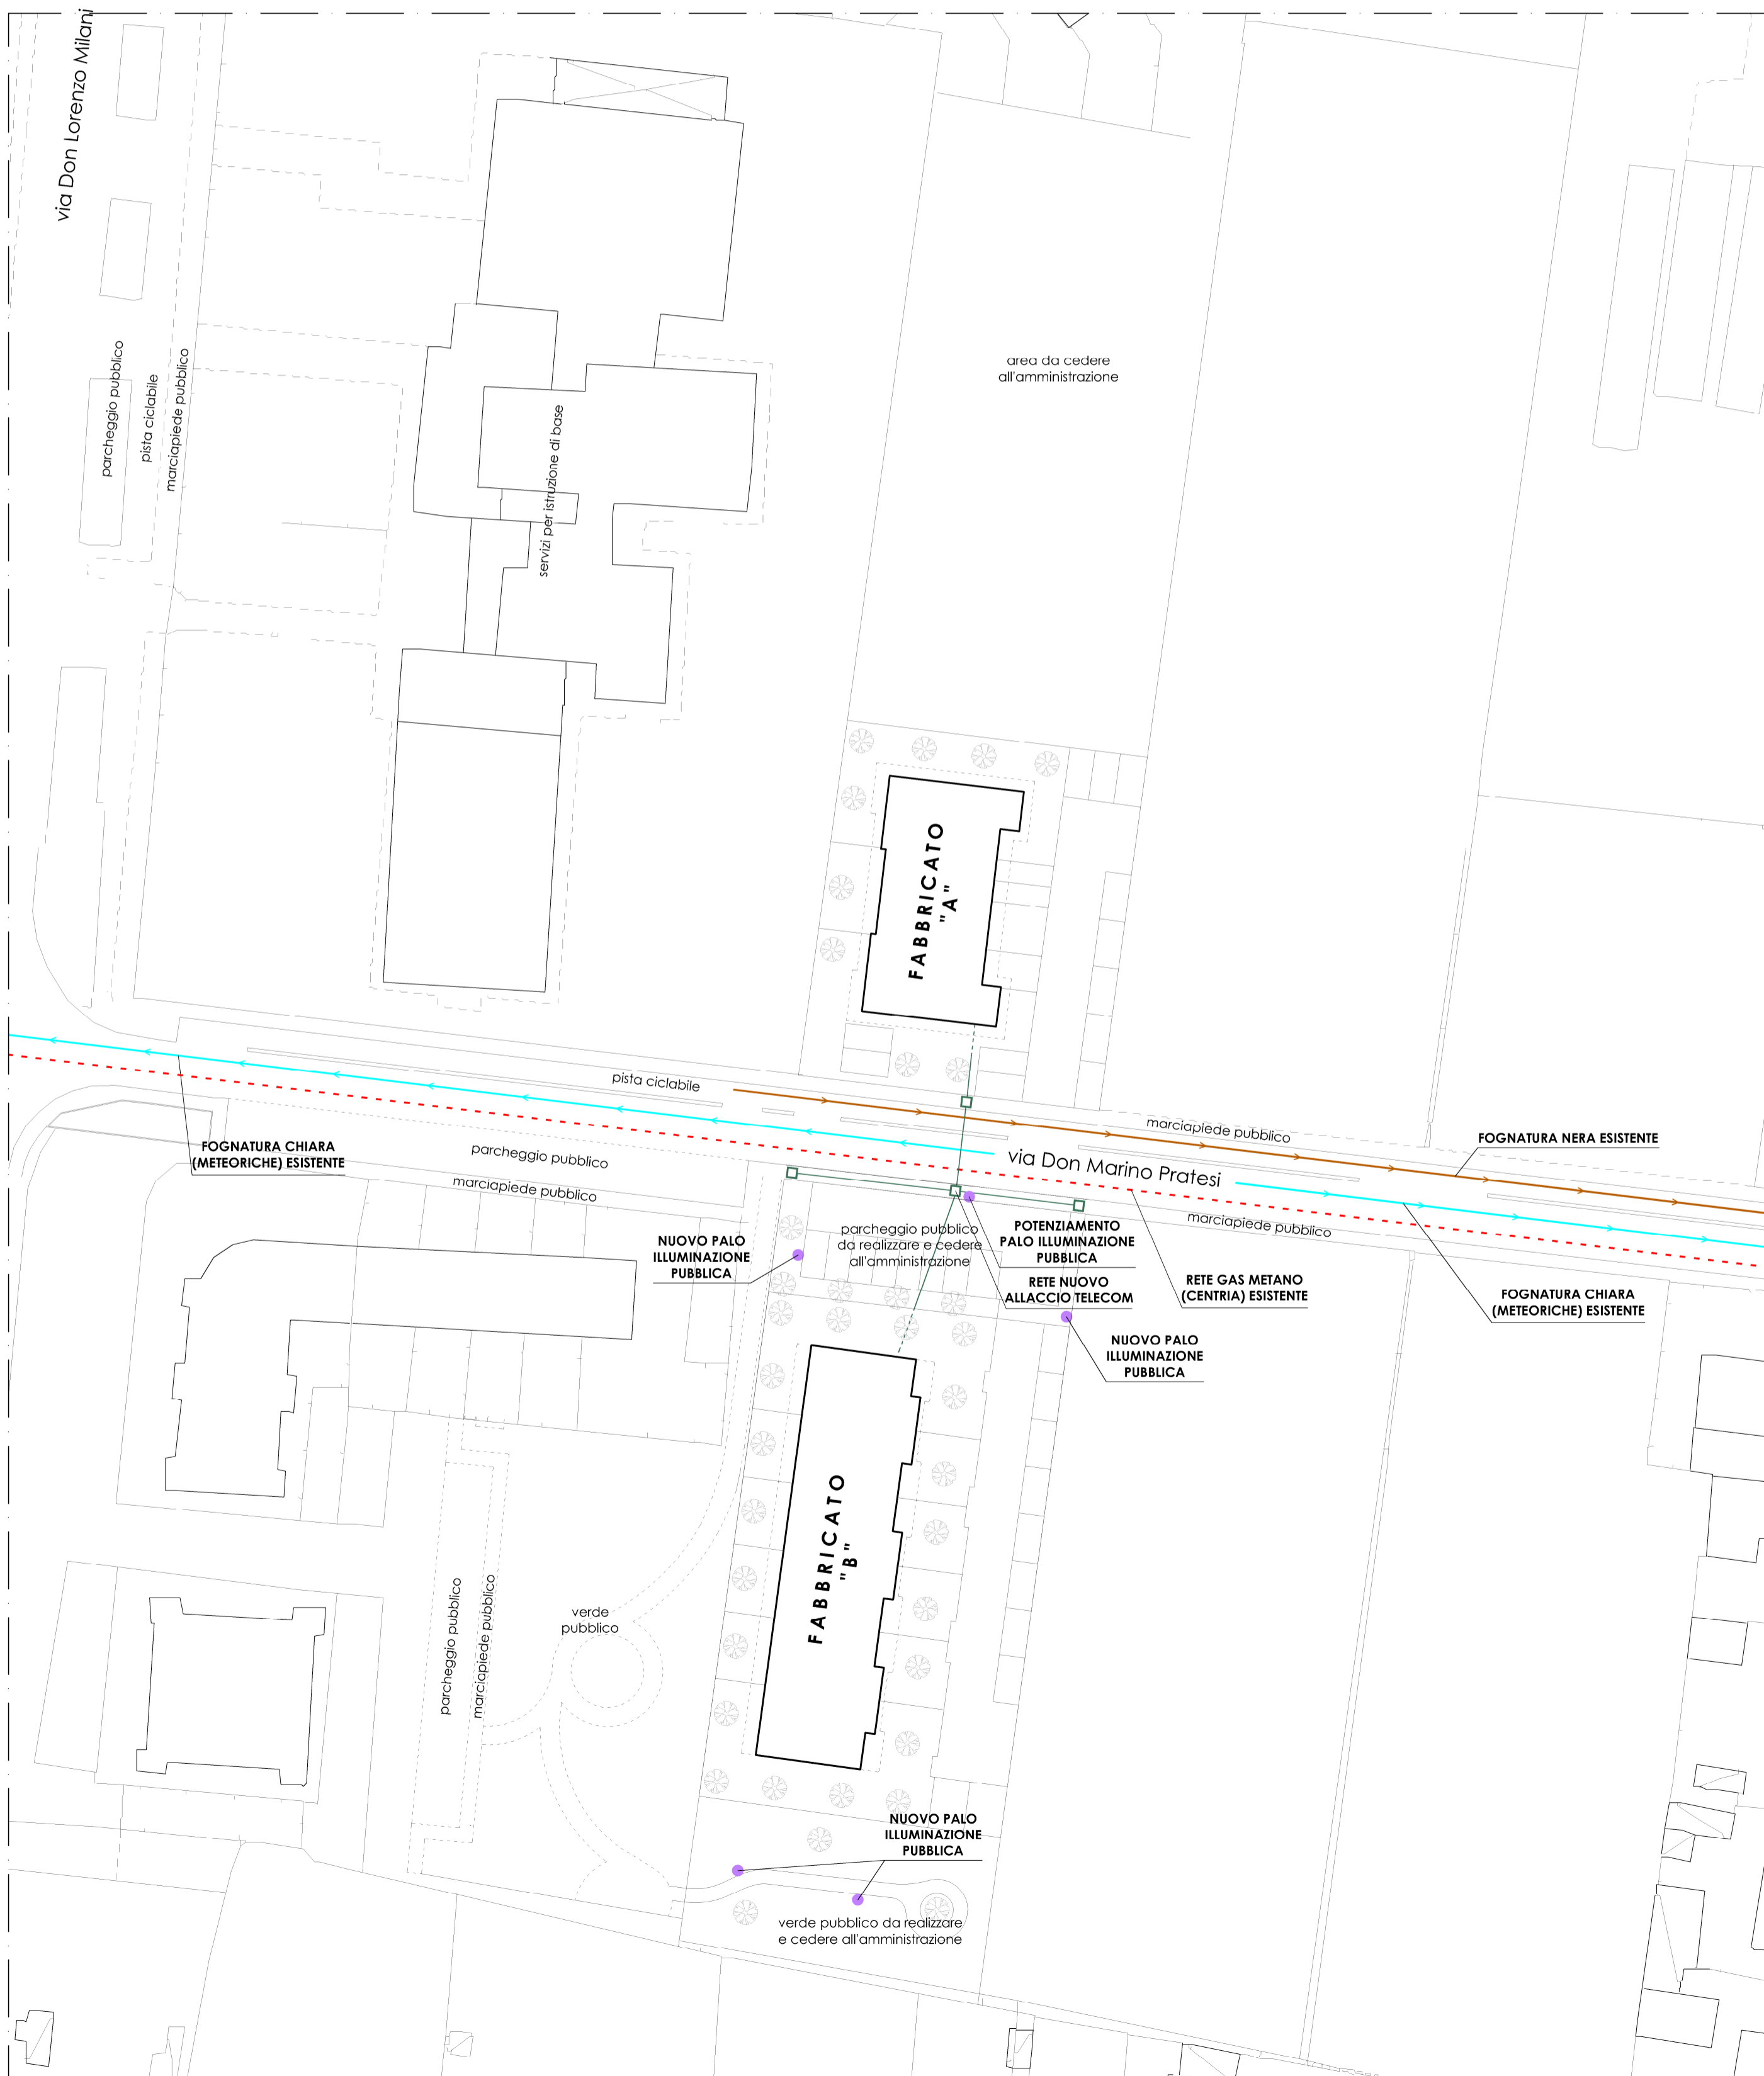 via Don Lorenzo Milani
parcheggio pubblico
pista ciclabile
marciapiede pubblico
servizi per istruzione di base
area da cedere
all'amministrazione
FABBRICATO
"A"
pista ciclabile
marciapiede pubblico
FOGNATURA NERA ESISTENTE
FOGNATURA CHIARA
(METEORICHE) ESISTENTE
parcheggio pubblico
marciapiede pubblico
via Don Marino Pratesi
marciapiede pubblico
NUOVO PALO
ILLUMINAZIONE
PUBBLICA
parcheggio pubblico
da realizzare e cedere
all'amministrazione
POTENZIAMENTO
PALO ILLUMINAZIONE
PUBBLICA
RETE NUOVO
ALLACCIO TELECOM
RETE GAS METANO
(CENTRIA) ESISTENTE
FOGNATURA CHIARA
(METEORICHE) ESISTENTE
NUOVO PALO
ILLUMINAZIONE
PUBBLICA
FABBRICATO
"B"
parcheggio pubblico
marciapiede pubblico
verde
pubblico
NUOVO PALO
ILLUMINAZIONE
PUBBLICA
verde pubblico da realizzare
e cedere all'amministrazione